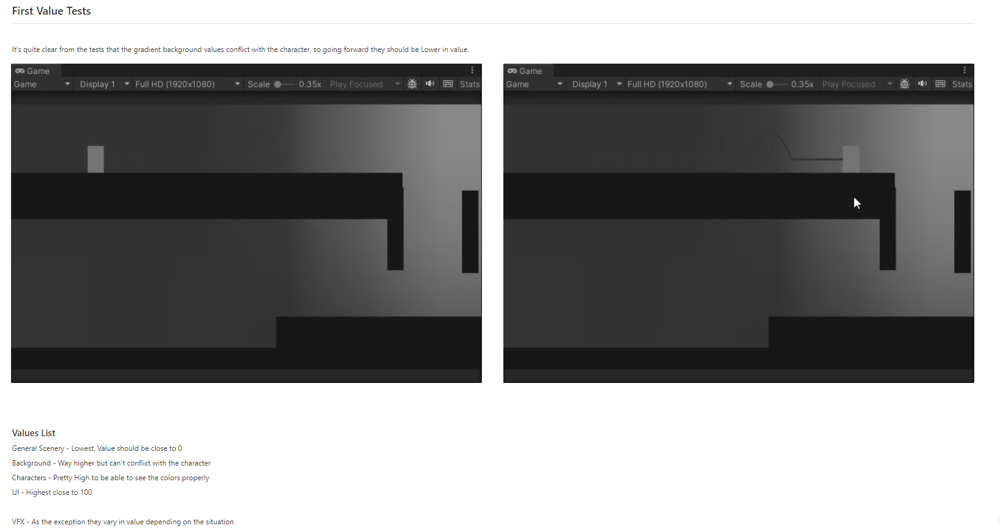 First Value Tests
It's quite clear from the tests that the gradient background values conflict with the character, so going forward they should be Lower in value.
Game
Game Display 1 Full HD (1920x1080) Scale 0.35x Play Focused Stats
Game
Game Display 1 Full HD (1920x1080) Scale 0.35x Play Focused Stats
Values List
General Scenery - Lowest, Value should be close to 0
Background - Way higher but can't conflict with the character
Characters - Pretty High to be able to see the colors properly
UI - Highest close to 100
VFX - As the exception they vary in value depending on the situation